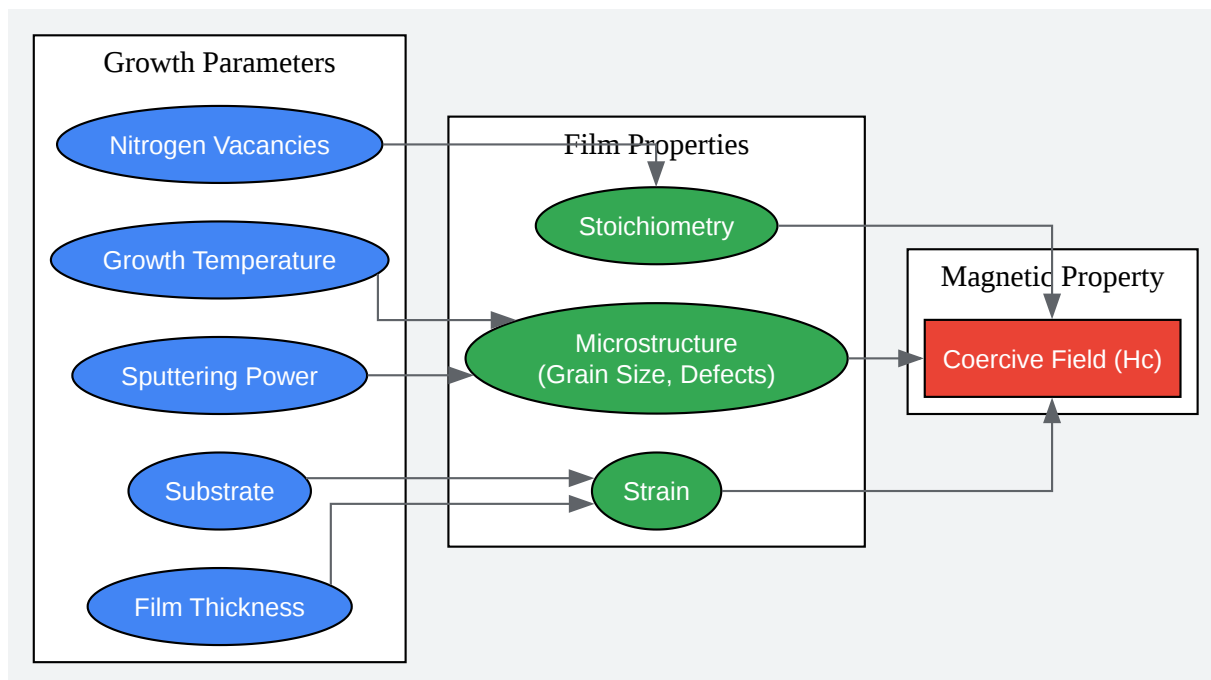 Growth Parameters
Nitrogen Vacancies
Growth Temperature
Sputtering Power
Substrate
Film Thickness
Film Properties
Stoichiometry
Microstructure
(Grain Size, Defects)
Strain
Magnetic Property
Coercive Field (Hc)